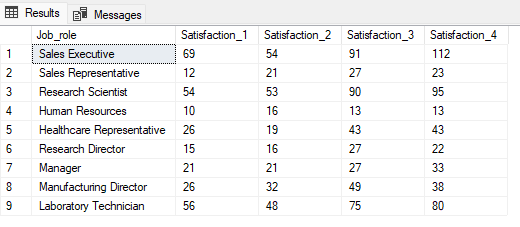 Results Messages
Job_role Satisfaction_1 Satisfaction_2 Satisfaction_3 Satisfaction_4
1 Sales Executive 69 54 91 112
2 Sales Representative 12 21 27 23
3 Research Scientist 54 53 90 95
4 Human Resources 10 16 13 13
5 Healthcare Representative 26 19 43 43
6 Research Director 15 16 27 22
7 Manager 21 21 27 33
8 Manufacturing Director 26 32 49 38
9 Laboratory Technician 56 48 75 80